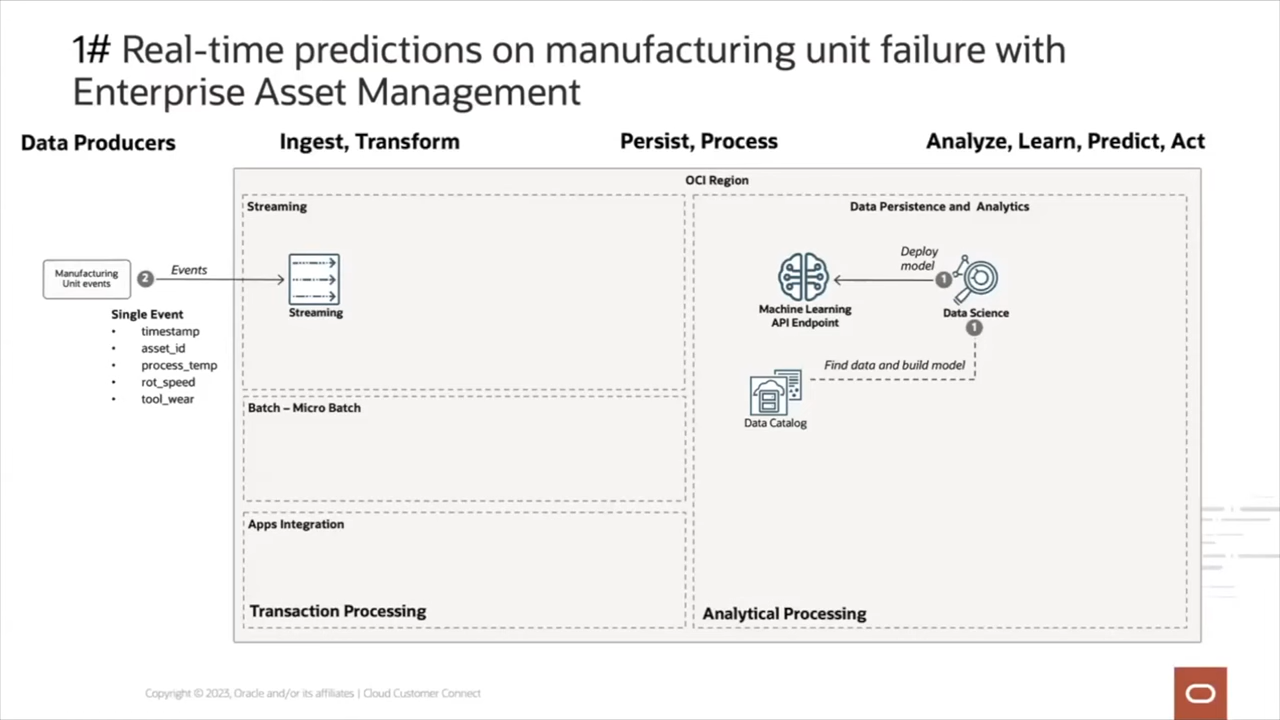 1# Real-time predictions on manufacturing unit failure with
Enterprise Asset Management
Data Producers
Ingest, Transform
Persist, Process
Analyze, Learn, Predict, Act
OCI Region
Streaming
Data Persistence and Analytics
Manufacturing
Unit events
2
Events
Streaming
Single Event
• timestamp
• asset_id
• process_temp
• rot_speed
• tool_wear
Deploy
model
1
Machine Learning
API Endpoint
Data Science
1
Find data and build model
Data Catalog
Batch – Micro Batch
Apps Integration
Transaction Processing
Analytical Processing
Copyright © 2023, Oracle and/or its affiliates | Cloud Customer Connect